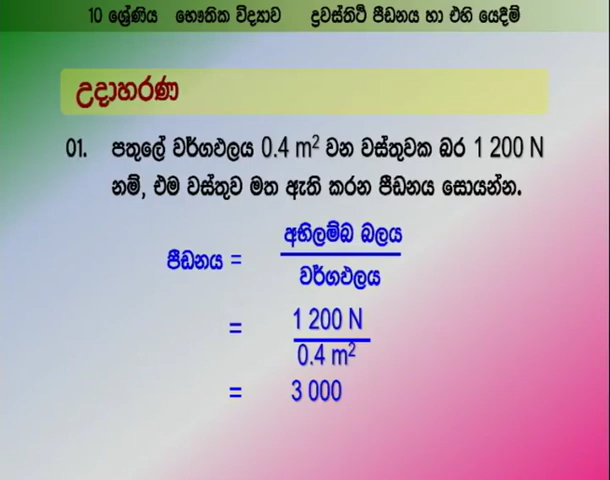 10 ශ්‍රේණිය භෞතික විද්‍යාව ද්‍රවස්ථිති පීඩනය හා එහි යෙදීම්
උදාහරණ
01. පතුලේ වර්ගඵලය 0.4 m² වන වස්තුවක බර 1 200 N
නම්, එම වස්තුව මත ඇති කරන පීඩනය සොයන්න.
අභිලම්බ බලය
පීඩනය =
වර්ගඵලය
1 200 N
=
0.4 m²
= 3 000